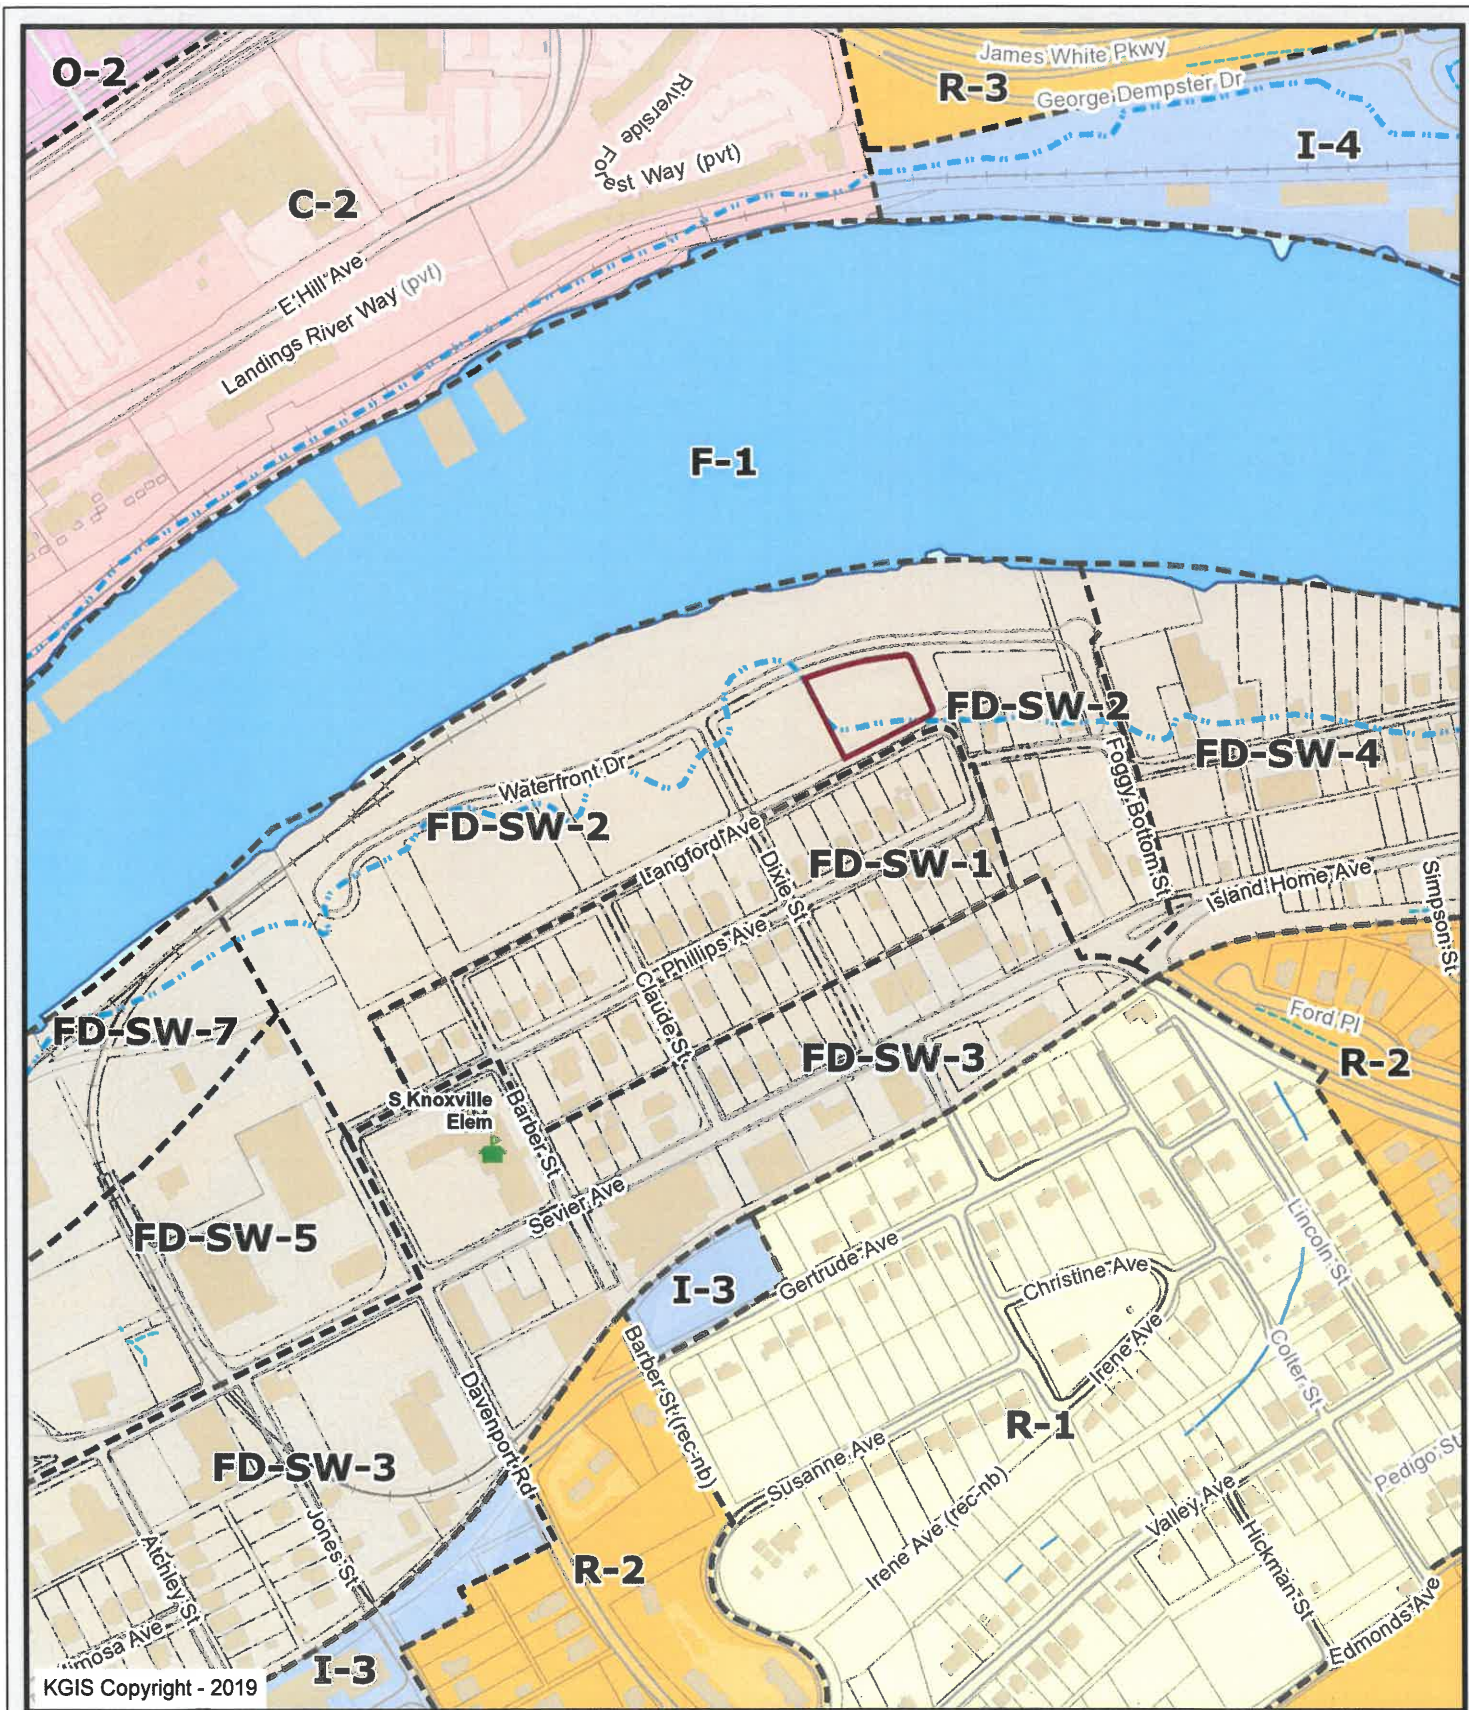 O-2
James White Pkwy
R-3
George Dempster Dr
Riverside Forest Way (pvt)
I-4
C-2
E Hill Ave
Landings River Way (pvt)
F-1
FD-SW-2
FD-SW-4
Waterfront Dr
FD-SW-2
Foggy Bottom St
Langford Ave
Dixie St
FD-SW-1
Island Home Ave
Simpson St
Phillips Ave
Claude St
Ford Pl
FD-SW-7
FD-SW-3
R-2
S Knoxville
Elem
Barber St
Sevier Ave
FD-SW-5
Lincoln St
I-3
Gertrude Ave
Christine Ave
Irene Ave
Colter St
Barber St (rec-nb)
Davenport Rd
R-1
FD-SW-3
Susanne Ave
Pedigo St
Irene Ave (rec-nb)
Valley Ave
Hickman St
Jones St
Atchley St
R-2
Edmonds Ave
Mimosa Ave
I-3
KGIS Copyright - 2019